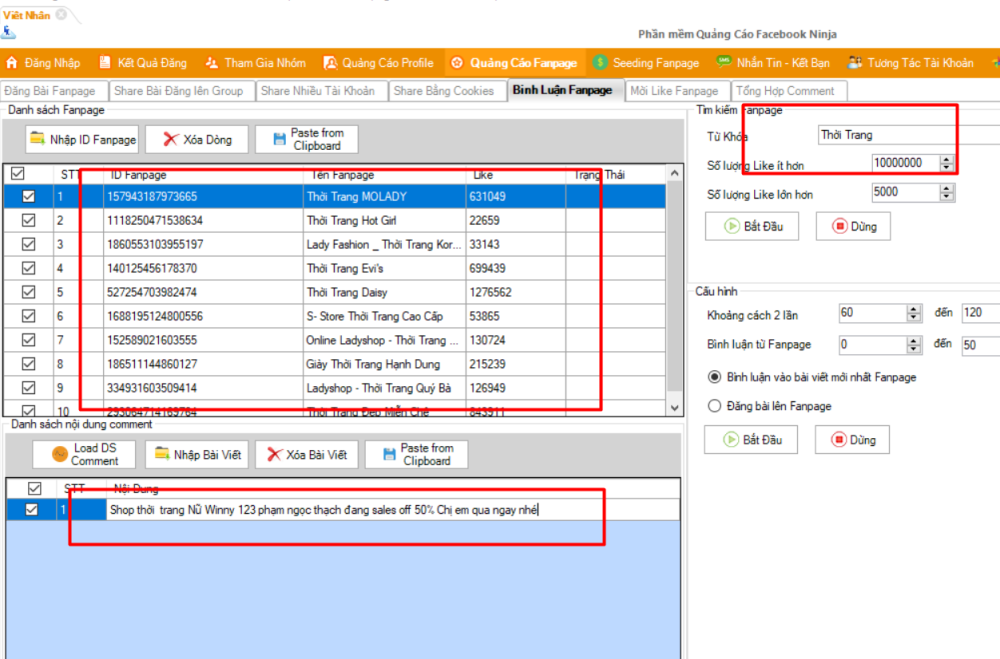 Viêt Nhân
Phần mềm Quảng Cáo Facebook Ninja
Đăng Nhập Kết Quả Đăng Tham Gia Nhóm Quảng Cáo Profile Quảng Cáo Fanpage Seeding Fanpage Nhắn Tin - Kết Bạn Tương Tác Tài Khoản
Đăng Bài Fanpage Share Bài Đăng lên Group Share Nhiều Tài Khoản Share Bằng Cookies Bình Luận Fanpage Mời Like Fanpage Tổng Hợp Comment
Danh sách Fanpage
Nhập ID Fanpage Xóa Dòng Paste from Clipboard
STT ID Fanpage Tên Fanpage Like Trạng Thái
1 157943187973665 Thời Trang MOLADY 631049
2 1118250471538634 Thời Trang Hot Girl 22659
3 1860553103955197 Lady Fashion _ Thời Trang Kor... 33143
4 140125456178370 Thời Trang Evi's 699439
5 527254703982474 Thời Trang Daisy 1276562
6 1688195124800556 S- Store Thời Trang Cao Cấp 53865
7 152589021603555 Online Ladyshop - Thời Trang ... 130724
8 186511144860127 Giày Thời Trang Hạnh Dung 215239
9 334931603509414 Ladyshop - Thời Trang Quý Bà 126949
10 293084714189764 Thời Trang Đẹp Miễn Chê 843911
Tìm kiếm Fanpage
Từ Khóa Thời Trang
Số lượng Like ít hơn 10000000
Số lượng Like lớn hơn 5000
Bắt Đầu Dừng
Cấu hình
Khoảng cách 2 lần 60 đến 120
Bình luận từ Fanpage 0 đến 50
Bình luận vào bài viết mới nhất Fanpage
Đăng bài lên Fanpage
Bắt Đầu Dừng
Danh sách nội dung comment
Load DS Comment Nhập Bài Viết Xóa Bài Viết Paste from Clipboard
STT Nội Dung
1 Shop thời trang Nữ Winny 123 phạm ngọc thạch đang sales off 50% Chị em qua ngay nhé